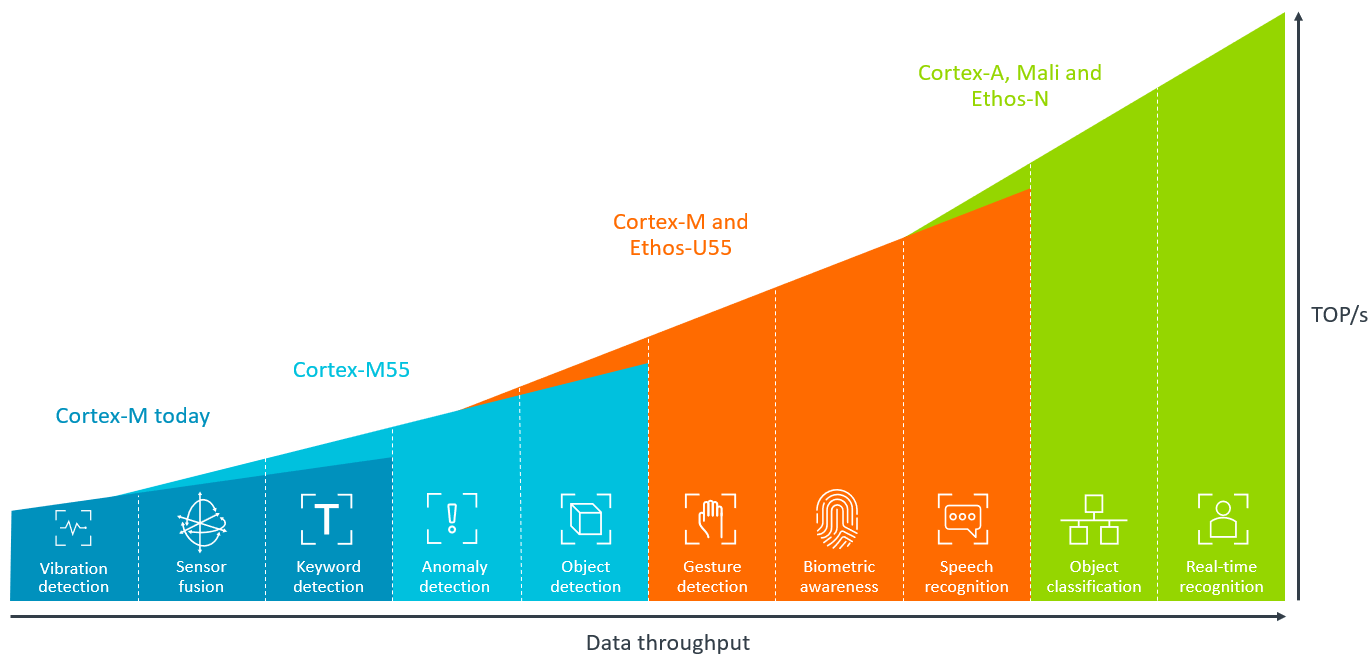 Cortex-A, Mali and
Ethos-N
Cortex-M and
Ethos-U55
TOP/s
Cortex-M55
Cortex-M today
T
Vibration
detection
Sensor
fusion
Keyword
detection
Anomaly
detection
Object
detection
Gesture
detection
Biometric
awareness
Speech
recognition
Object
classification
Real-time
recognition
Data throughput